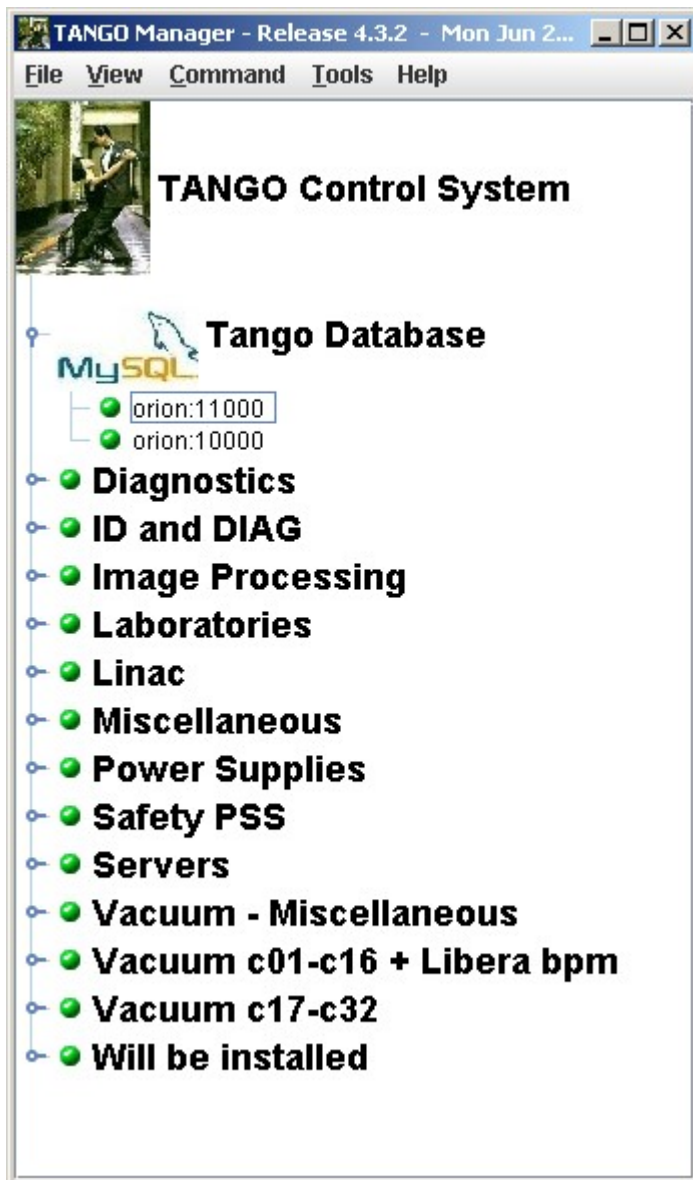 TANGO Manager - Release 4.3.2 - Mon Jun 2...
File View Command Tools Help
TANGO Control System
MySQL Tango Database
orion:11000
orion:10000
Diagnostics
ID and DIAG
Image Processing
Laboratories
Linac
Miscellaneous
Power Supplies
Safety PSS
Servers
Vacuum - Miscellaneous
Vacuum c01-c16 + Libera bpm
Vacuum c17-c32
Will be installed